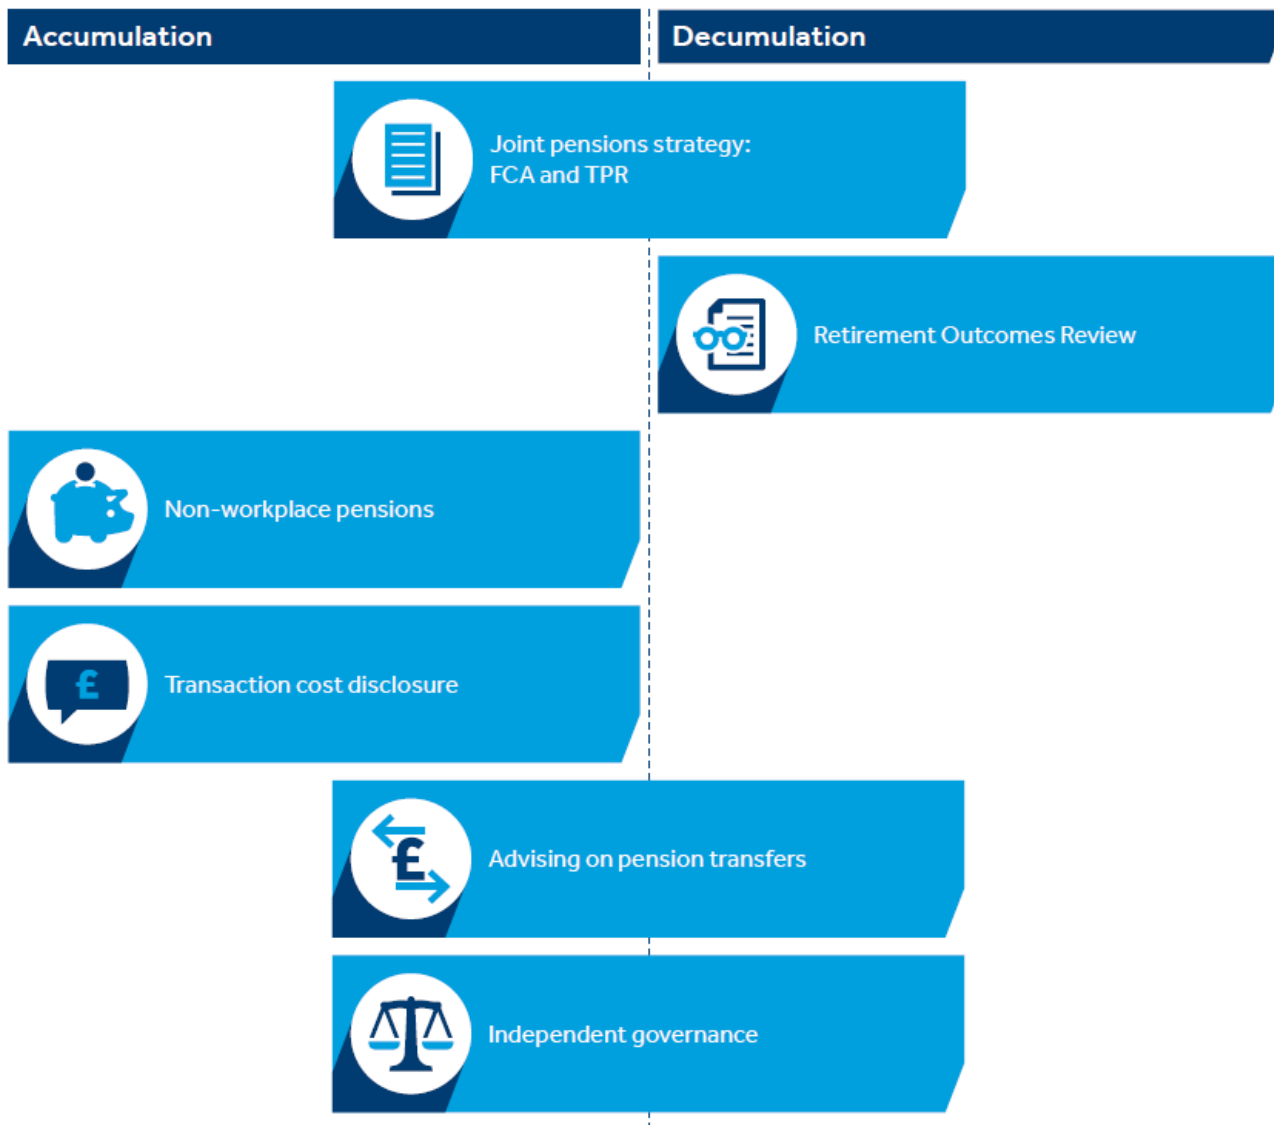 Accumulation
Decumulation
Joint pensions strategy:
FCA and TPR
Retirement Outcomes Review
Non-workplace pensions
£
Transaction cost disclosure
£
Advising on pension transfers
Independent governance